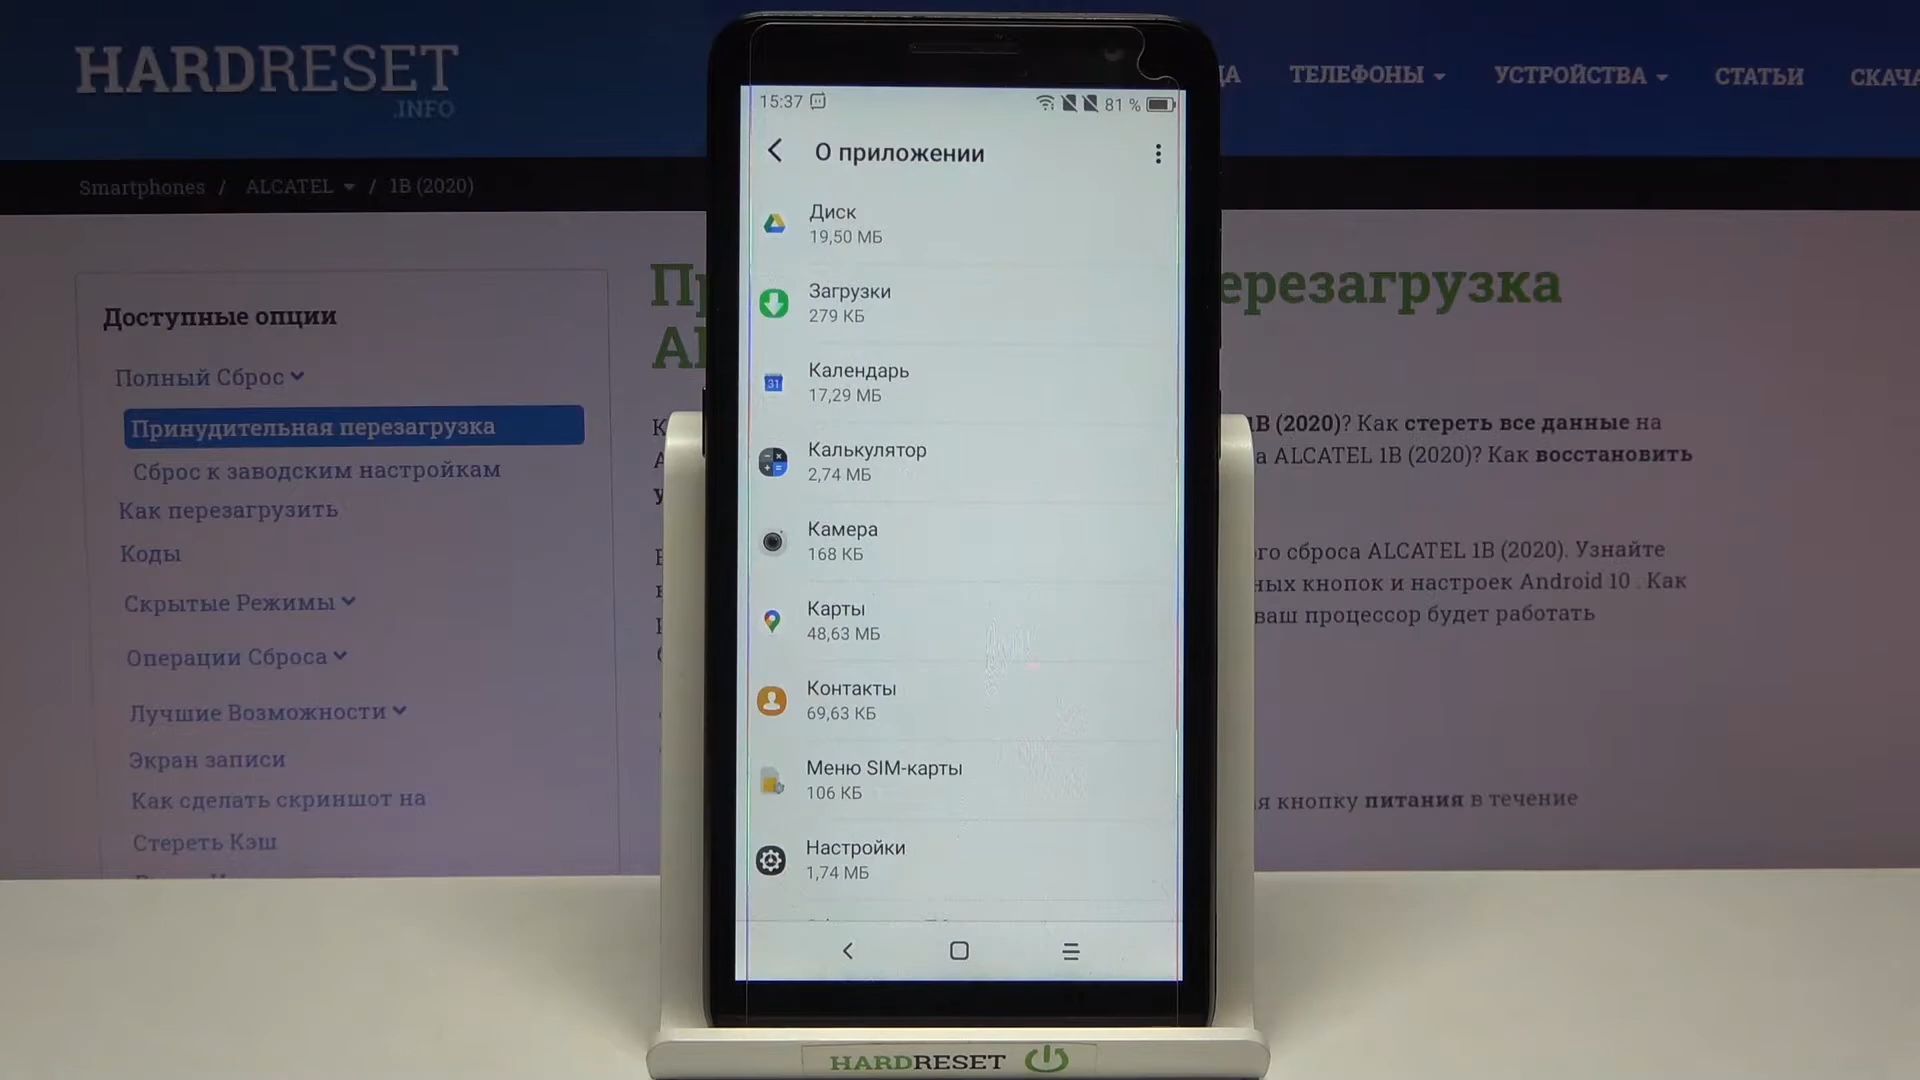 HARDRESET
.INFO
ТЕЛЕФОНЫ
УСТРОЙСТВА
СТАТЬИ
Smartphones / ALCATEL / 1B (2020)
Доступные опции
Полный Сброс
Принудительная перезагрузка
Сброс к заводским настройкам
Как перезагрузить
Коды
Скрытые Режимы
Операции Сброса
Лучшие Возможности
Экран записи
Как сделать скриншот на
Стереть Кэш
15:37
81 %
О приложении
Диск
19,50 МБ
Загрузки
279 КБ
Календарь
31
17,29 МБ
Калькулятор
2,74 МБ
Камера
168 КБ
Карты
48,63 МБ
Контакты
69,63 КБ
Меню SIM-карты
106 КБ
Настройки
1,74 МБ
1B (2020)? Как стереть все данные на
ALCATEL 1B (2020)? Как восстановить
сброса ALCATEL 1B (2020). Узнайте
кнопок и настроек Android 10 . Как
ваш процессор будет работать
кнопку питания в течение
HARDRESET